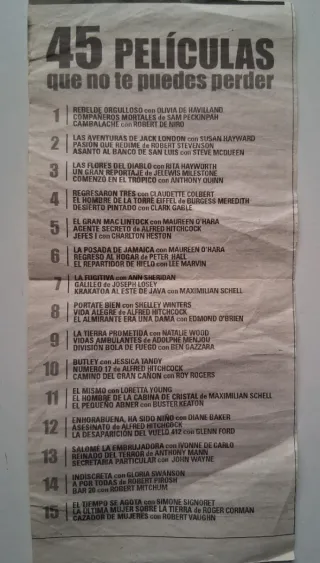 45 PELÍCULAS
que no te puedes perder
1 REBELDE ORGULLOSO con OLIVIA DE HAVILLAND
COMPAÑEROS MORTALES de SAM PECKINPAH
CAMBALACHE con ROBERT DE NIRO
2 LAS AVENTURAS DE JACK LONDON con SUSAN HAYWARD
PASIÓN QUE REDIME de ROBERT STEVENSON
ASANTO AL BANCO DE SAN LUIS con STEVE McQUEEN
3 LAS FLORES DEL DIABLO con RITA HAYWORTH
UN GRAN REPORTAJE de JELEWIS MILESTONE
COMENZÓ EN EL TRÓPICO con ANTHONY QUINN
4 REGRESARON TRES con CLAUDETTE COLBERT
EL HOMBRE DE LA TORRE EIFFEL de BURGESS MEREDITH
DESIERTO PINTADO con CLARK GABLE
5 EL GRAN MAC LINTOCK con MAUREEN O'HARA
AGENTE SECRETO de ALFRED HITCHCOCK
JEFES I con CHARLTON HESTON
6 LA POSADA DE JAMAICA con MAUREEN O'HARA
REGRESO AL HOGAR de PETER HALL
EL REPARTIDOR DE HIELO con LEE MARVIN
7 LA FUGITIVA con ANN SHERIDAN
GALILEO de JOSEPH LOSEY
KRAKATOA AL ESTE DE JAVA con MAXIMILIAN SCHELL
8 PÓRTATE BIEN con SHELLEY WINTERS
VIDA ALEGRE de ALFRED HITCHCOCK
EL ALMIRANTE ERA UNA DAMA con EDMOND O'BRIEN
9 LA TIERRA PROMETIDA con NATALIE WOOD
VIDAS AMBULANTES de ADOLPHE MENJOU
DIVISIÓN BOLA DE FUEGO con BEN GAZZARA
10 BUTLEY con JESSICA TANDY
NÚMERO 17 de ALFRED HITCHCOCK
CAMINO DEL GRAN CAÑÓN con ROY ROGERS
11 EL MISMO con LORETTA YOUNG
EL HOMBRE DE LA CABINA DE CRISTAL de MAXIMILIAN SCHELL
EL PEQUEÑO ABNER con BUSTER KEATON
12 ENHORABUENA, HA SIDO NIÑO con DIANE BAKER
ASESINATO de ALFRED HITCHCOCK
LA DESAPARICIÓN DEL VUELO 412 con GLENN FORD
13 SALOMÉ LA EMBRUJADORA con IVONNE DE CARLO
REINADO DEL TERROR de ANTHONY MANN
SECRETARIA PARTICULAR con JOHN WAYNE
14 INDISCRETA con GLORIA SWANSON
A POR TODAS de ROBERT PIROSH
BAR 20 con ROBERT MITCHUM
15 EL TIEMPO SE AGOTA con SIMONE SIGNORET
LA ÚLTIMA MUJER SOBRE LA TIERRA de ROGER CORMAN
CAZADOR DE MUJERES con ROBERT VAUGHN